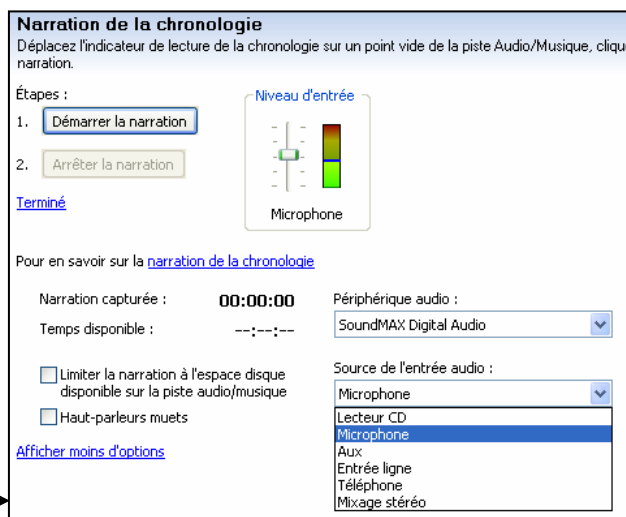 Narration de la chronologie
Déplacez l'indicateur de lecture de la chronologie sur un point vide de la piste Audio/Musique,
narration.
Étapes :
1. Démarrer la narration
2. Arrêter la narration
Terminé
Niveau d'entrée
Microphone
Pour en savoir sur la narration de la chronologie
Narration capturée : 00:00:00
Temps disponible : --:--:--
Limiter la narration à l'espace disque
disponible sur la piste audio/musique
Haut-parleurs muets
Afficher moins d'options
Périphérique audio :
SoundMAX Digital Audio
Source de l'entrée audio :
Microphone
Lecteur CD
Microphone
Aux
Entrée ligne
Téléphone
Mixage stéréo